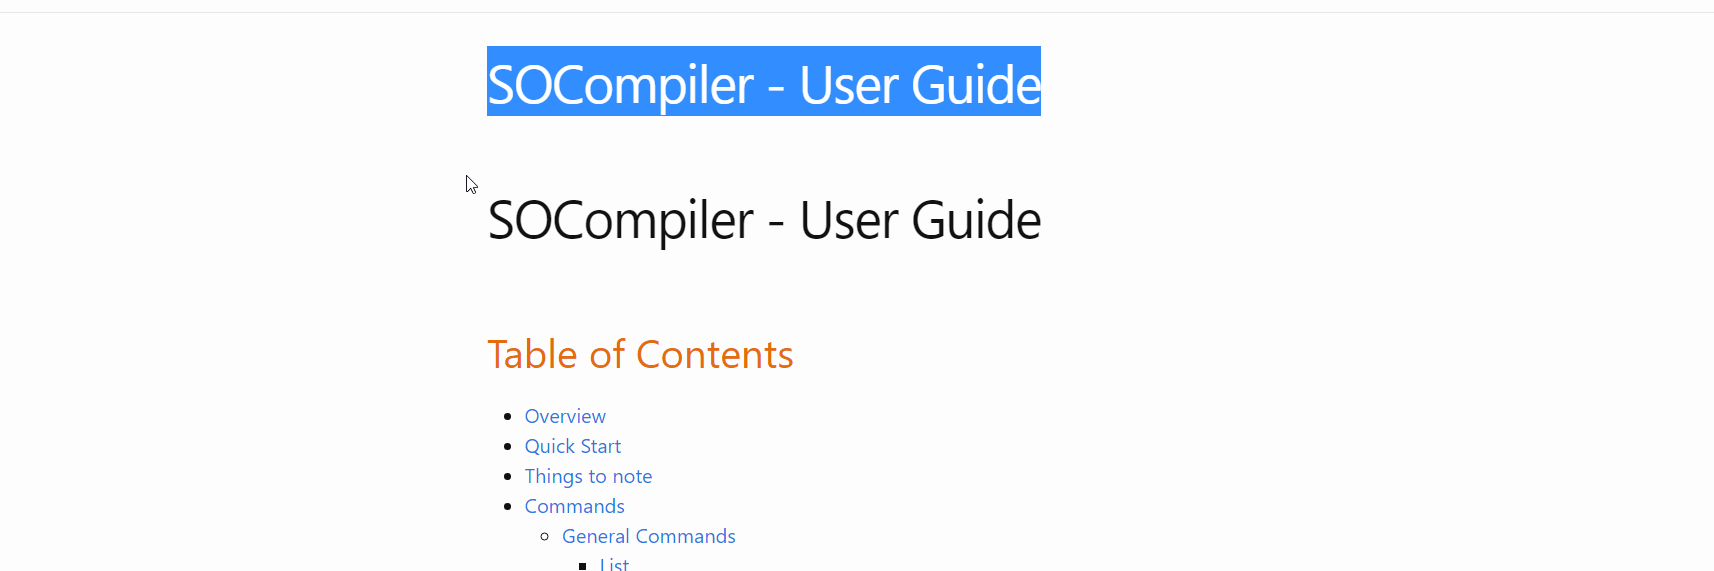 SOCompiler - User Guide
SOCompiler - User Guide
Table of Contents
Overview
Quick Start
Things to note
Commands
General Commands
List